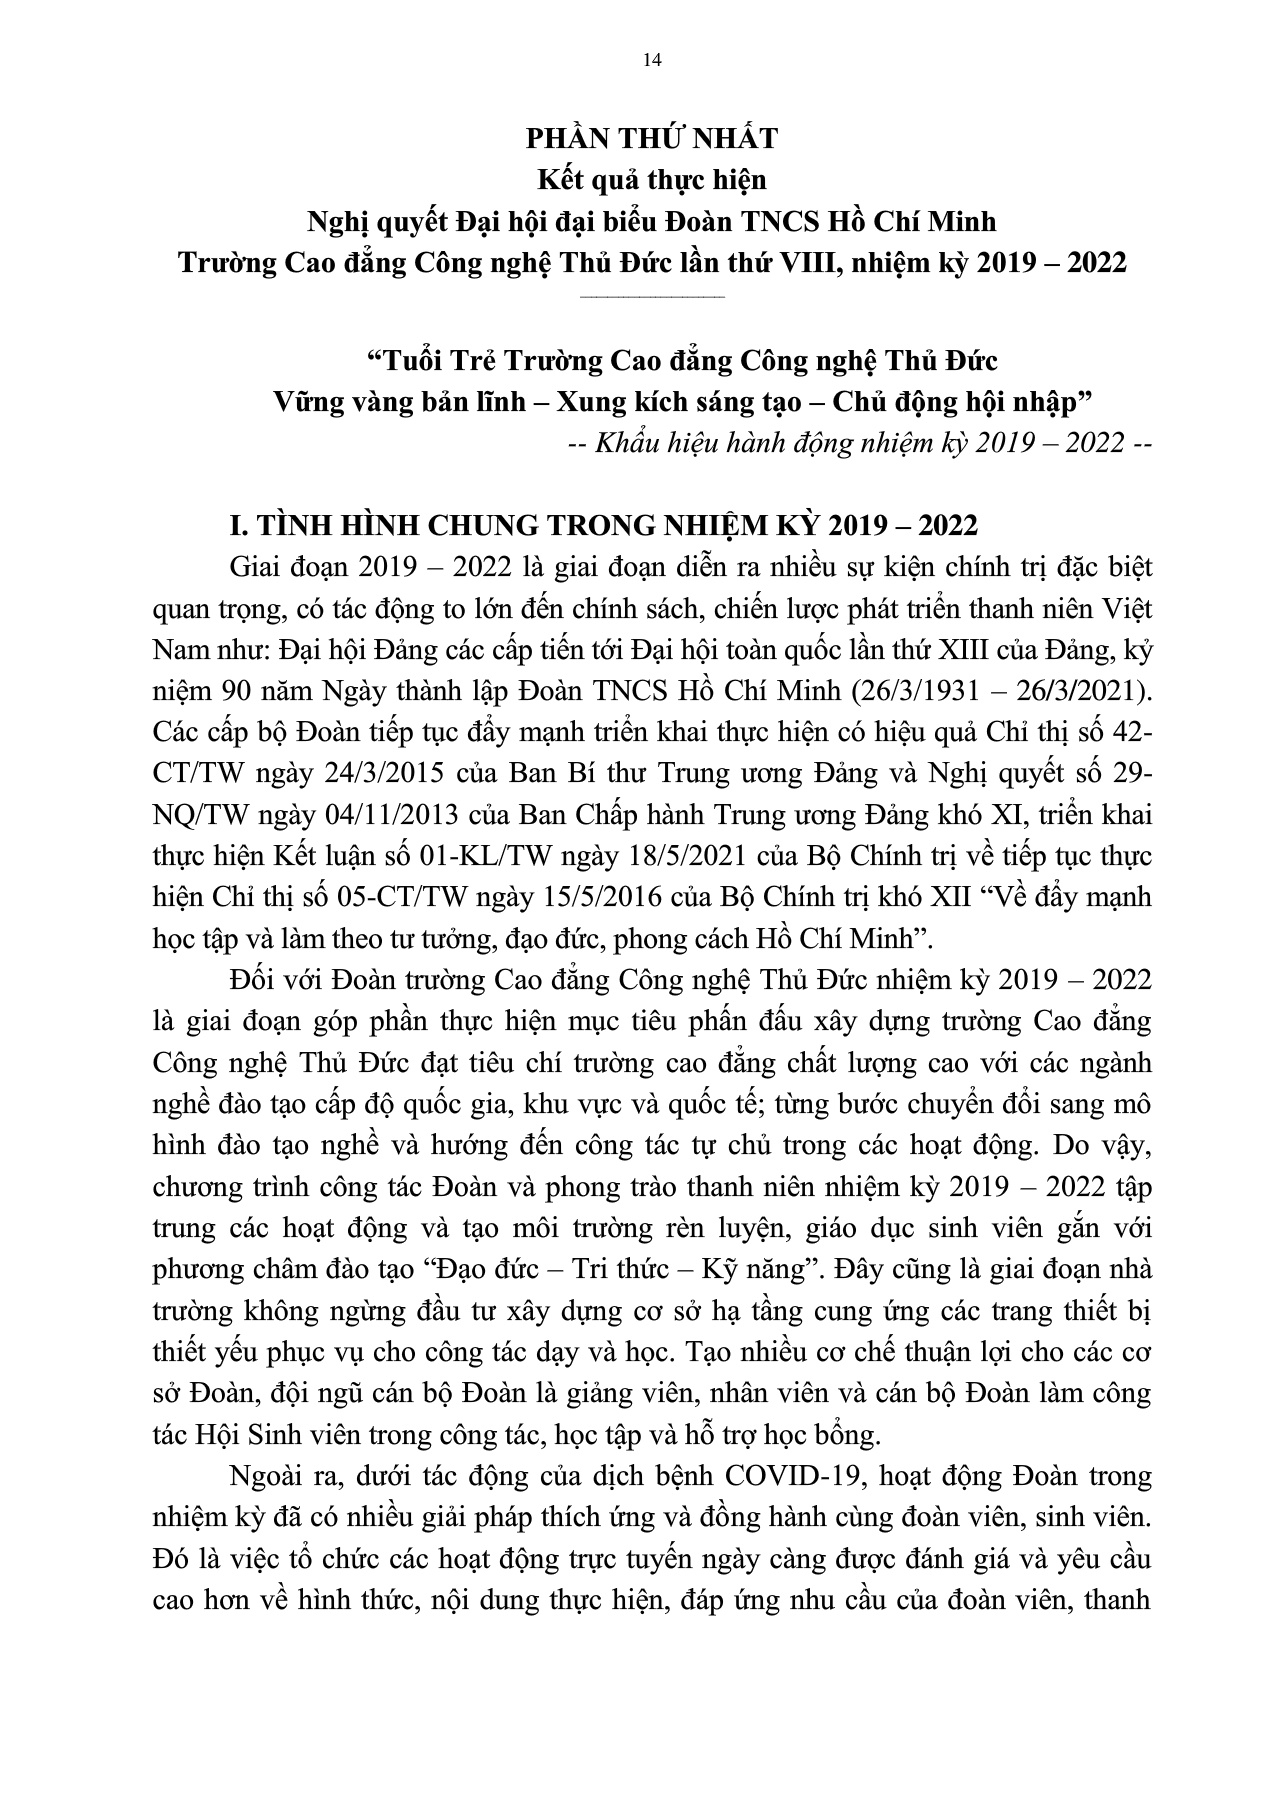 14
PHẦN THỨ NHẤT
Kết quả thực hiện
Nghị quyết Đại hội đại biểu Đoàn TNCS Hồ Chí Minh
Trường Cao đẳng Công nghệ Thủ Đức lần thứ VIII, nhiệm kỳ 2019 – 2022
“Tuổi Trẻ Trường Cao đẳng Công nghệ Thủ Đức
Vững vàng bản lĩnh – Xung kích sáng tạo – Chủ động hội nhập”
-- Khẩu hiệu hành động nhiệm kỳ 2019 – 2022 --
I. TÌNH HÌNH CHUNG TRONG NHIỆM KỲ 2019 – 2022
Giai đoạn 2019 – 2022 là giai đoạn diễn ra nhiều sự kiện chính trị đặc biệt
quan trọng, có tác động to lớn đến chính sách, chiến lược phát triển thanh niên Việt
Nam như: Đại hội Đảng các cấp tiến tới Đại hội toàn quốc lần thứ XIII của Đảng, kỷ
niệm 90 năm Ngày thành lập Đoàn TNCS Hồ Chí Minh (26/3/1931 – 26/3/2021).
Các cấp bộ Đoàn tiếp tục đẩy mạnh triển khai thực hiện có hiệu quả Chỉ thị số 42-
CT/TW ngày 24/3/2015 của Ban Bí thư Trung ương Đảng và Nghị quyết số 29-
NQ/TW ngày 04/11/2013 của Ban Chấp hành Trung ương Đảng khó XI, triển khai
thực hiện Kết luận số 01-KL/TW ngày 18/5/2021 của Bộ Chính trị về tiếp tục thực
hiện Chỉ thị số 05-CT/TW ngày 15/5/2016 của Bộ Chính trị khó XII “Về đẩy mạnh
học tập và làm theo tư tưởng, đạo đức, phong cách Hồ Chí Minh”.
Đối với Đoàn trường Cao đẳng Công nghệ Thủ Đức nhiệm kỳ 2019 – 2022
là giai đoạn góp phần thực hiện mục tiêu phấn đấu xây dựng trường Cao đẳng
Công nghệ Thủ Đức đạt tiêu chí trường cao đẳng chất lượng cao với các ngành
nghề đào tạo cấp độ quốc gia, khu vực và quốc tế; từng bước chuyển đổi sang mô
hình đào tạo nghề và hướng đến công tác tự chủ trong các hoạt động. Do vậy,
chương trình công tác Đoàn và phong trào thanh niên nhiệm kỳ 2019 – 2022 tập
trung các hoạt động và tạo môi trường rèn luyện, giáo dục sinh viên gắn với
phương châm đào tạo “Đạo đức – Tri thức – Kỹ năng”. Đây cũng là giai đoạn nhà
trường không ngừng đầu tư xây dựng cơ sở hạ tầng cung ứng các trang thiết bị
thiết yếu phục vụ cho công tác dạy và học. Tạo nhiều cơ chế thuận lợi cho các cơ
sở Đoàn, đội ngũ cán bộ Đoàn là giảng viên, nhân viên và cán bộ Đoàn làm công
tác Hội Sinh viên trong công tác, học tập và hỗ trợ học bổng.
Ngoài ra, dưới tác động của dịch bệnh COVID-19, hoạt động Đoàn trong
nhiệm kỳ đã có nhiều giải pháp thích ứng và đồng hành cùng đoàn viên, sinh viên.
Đó là việc tổ chức các hoạt động trực tuyến ngày càng được đánh giá và yêu cầu
cao hơn về hình thức, nội dung thực hiện, đáp ứng nhu cầu của đoàn viên, thanh